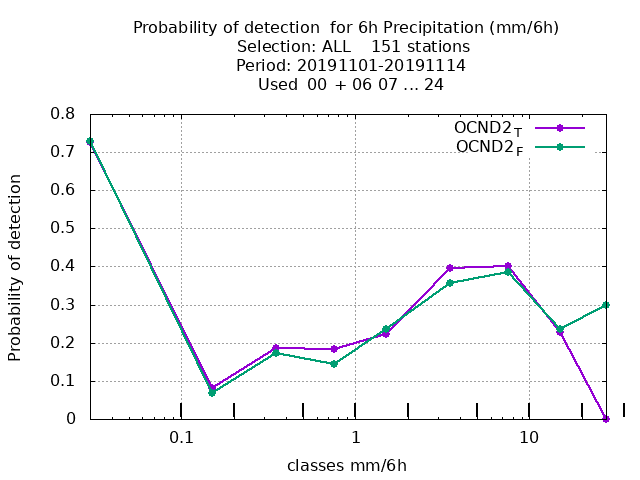 Probability of detection  for 6h Precipitation (mm/6h)
Selection: ALL    151 stations
Period: 20191101-20191114
Used  00 + 06 07 ... 24
OCND2T
OCND2F
0.8
0.7
0.6
0.5
0.4
0.3
0.2
0.1
0
Probability of detection
0.1 1 10
classes mm/6h